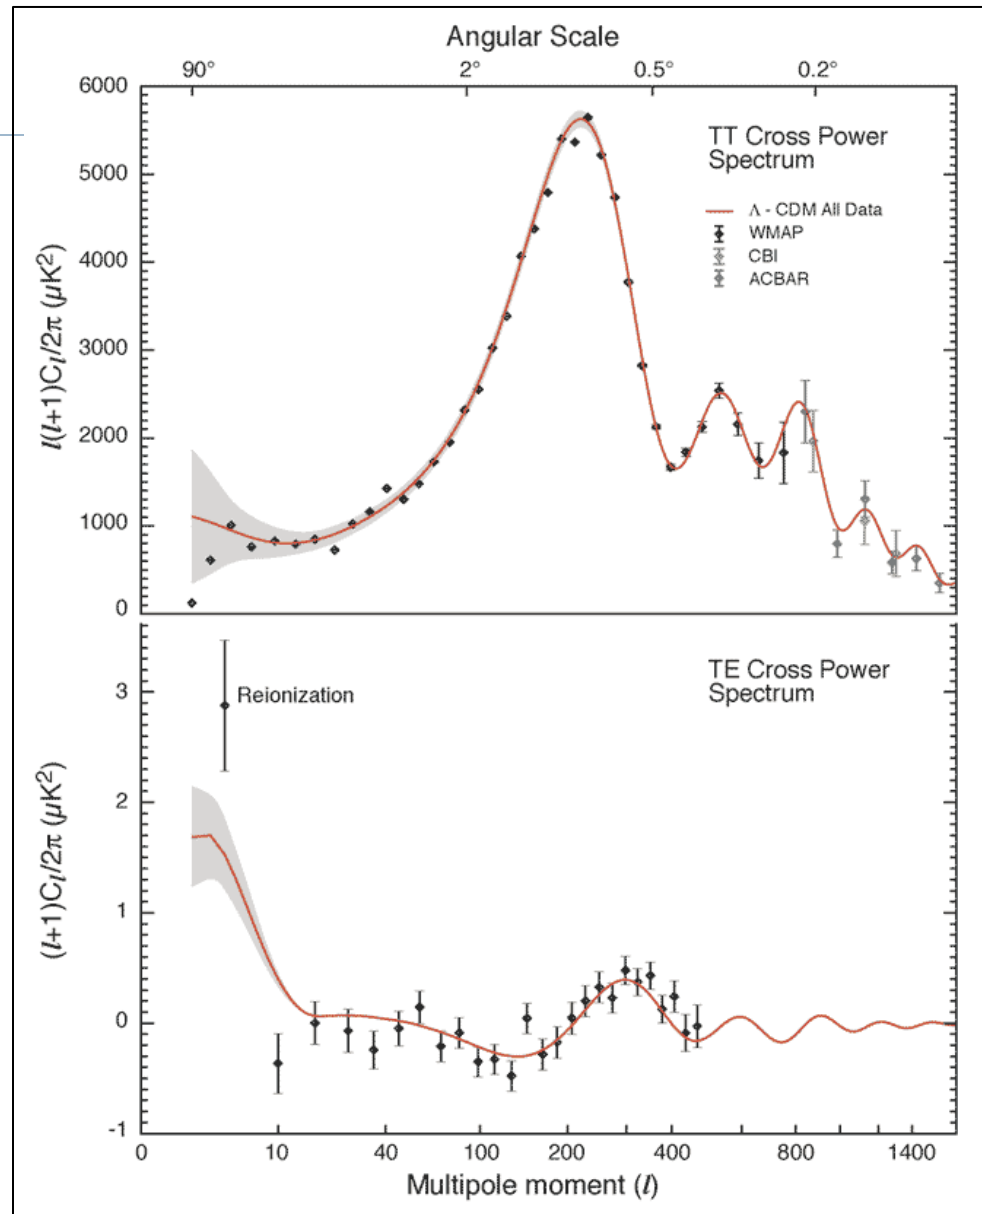 Angular Scale
90° 2° 0.5° 0.2°
6000
5000
4000
3000
2000
1000
0
l(l+1)Cl/2π (μK2)
TT Cross Power
Spectrum
Λ - CDM All Data
WMAP
CBI
ACBAR
3
2
1
0
-1
(l+1)Cl/2π (μK2)
Reionization
TE Cross Power
Spectrum
0 10 40 100 200 400 800 1400
Multipole moment (l)